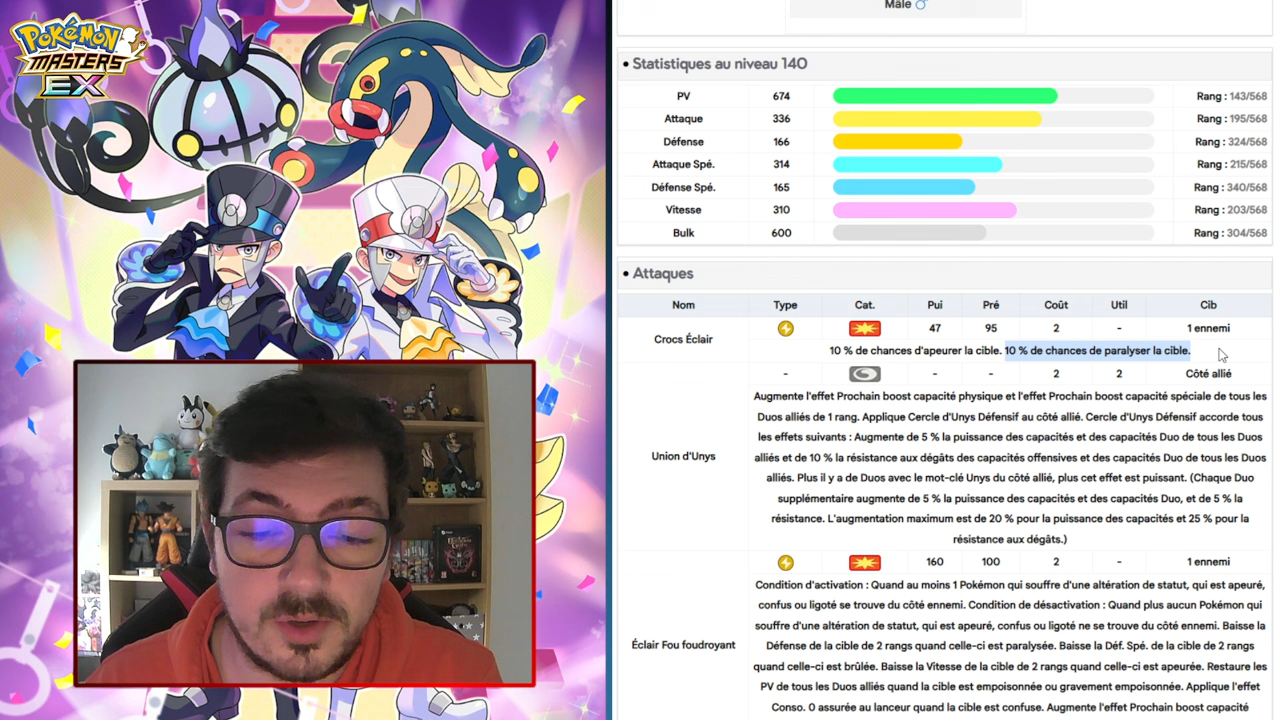 Pokémon
MASTERS
EX
Mâle ♂
• Statistiques au niveau 140
PV 674 Rang : 143/568
Attaque 336 Rang : 195/568
Défense 166 Rang : 324/568
Attaque Spé. 314 Rang : 215/568
Défense Spé. 165 Rang : 340/568
Vitesse 310 Rang : 203/568
Bulk 600 Rang : 304/568
• Attaques
Nom Type Cat. Pui Pré Coût Util Cib
Crocs Éclair 47 95 2 - 1 ennemi
10 % de chances d'apeurer la cible. 10 % de chances de paralyser la cible.
- - - 2 2 Côté allié
Augmente l'effet Prochain boost capacité physique et l'effet Prochain boost capacité spéciale de tous les
Duos alliés de 1 rang. Applique Cercle d'Unys Défensif au côté allié. Cercle d'Unys Défensif accorde tous
les effets suivants : Augmente de 5 % la puissance des capacités et des capacités Duo de tous les Duos
Union d'Unys
alliés et de 10 % la résistance aux dégâts des capacités offensives et des capacités Duo de tous les Duos
alliés. Plus il y a de Duos avec le mot-clé Unys du côté allié, plus cet effet est puissant. (Chaque Duo
supplémentaire augmente de 5 % la puissance des capacités et des capacités Duo, et de 5 % la
résistance. L'augmentation maximum est de 20 % pour la puissance des capacités et 25 % pour la
résistance aux dégâts.)
160 100 2 - 1 ennemi
Condition d'activation : Quand au moins 1 Pokémon qui souffre d'une altération de statut, qui est apeuré,
confus ou ligoté se trouve du côté ennemi. Condition de désactivation : Quand plus aucun Pokémon qui
souffre d'une altération de statut, qui est apeuré, confus ou ligoté ne se trouve du côté ennemi. Baisse la
Éclair Fou foudroyant
Défense de la cible de 2 rangs quand celle-ci est paralysée. Baisse la Déf. Spé. de la cible de 2 rangs
quand celle-ci est brûlée. Baisse la Vitesse de la cible de 2 rangs quand celle-ci est apeurée. Restaure les
PV de tous les Duos alliés quand la cible est empoisonnée ou gravement empoisonnée. Applique l'effet
Conso. 0 assurée au lanceur quand la cible est confuse. Augmente l'effet Prochain boost capacité